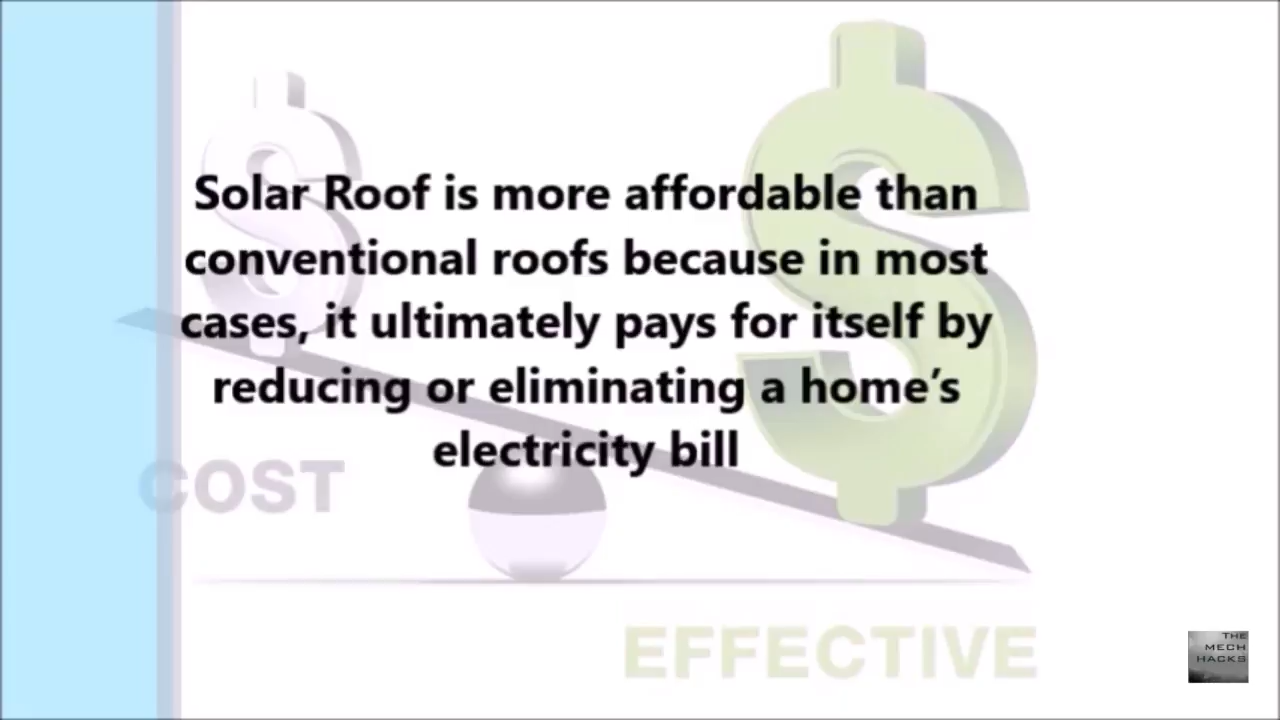 Solar Roof is more affordable than
conventional roofs because in most
cases, it ultimately pays for itself by
reducing or eliminating a home’s
electricity bill
COST
EFFECTIVE
THE
MECH
HACKS